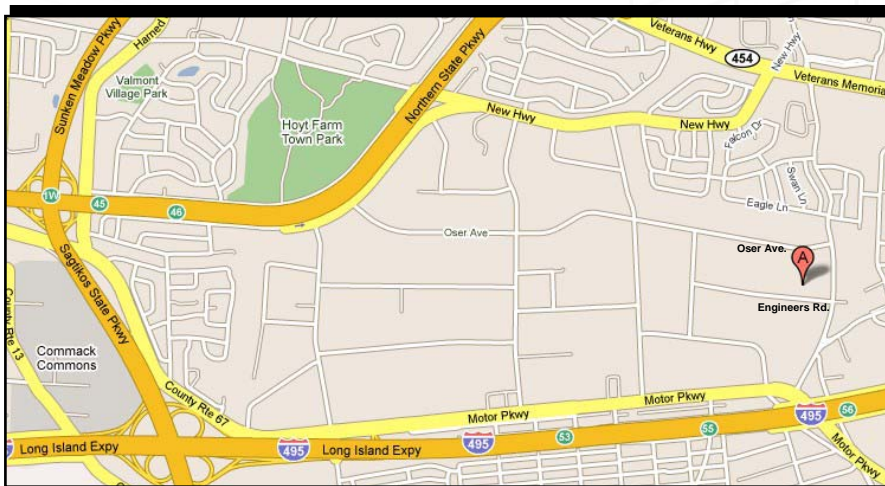 Sunken Meadow Pkwy
Harned
Valmont
Village Park
Hoyt Farm
Town Park
Northern State Pkwy
Veterans Hwy
454
New Hwy
Veterans Memoria
New Hwy
New Hwy
Falcon Dr
Swan Ln
Eagle Ln
1W
45
46
Oser Ave
Oser Ave.
A
Engineers Rd.
Sagtikos State Pkwy
County Rte 13
Commack
Commons
County Rte 67
Motor Pkwy
Motor Pkwy
495
56
Long Island Expy
495
Long Island Expy
495
53
55
Motor Pkwy